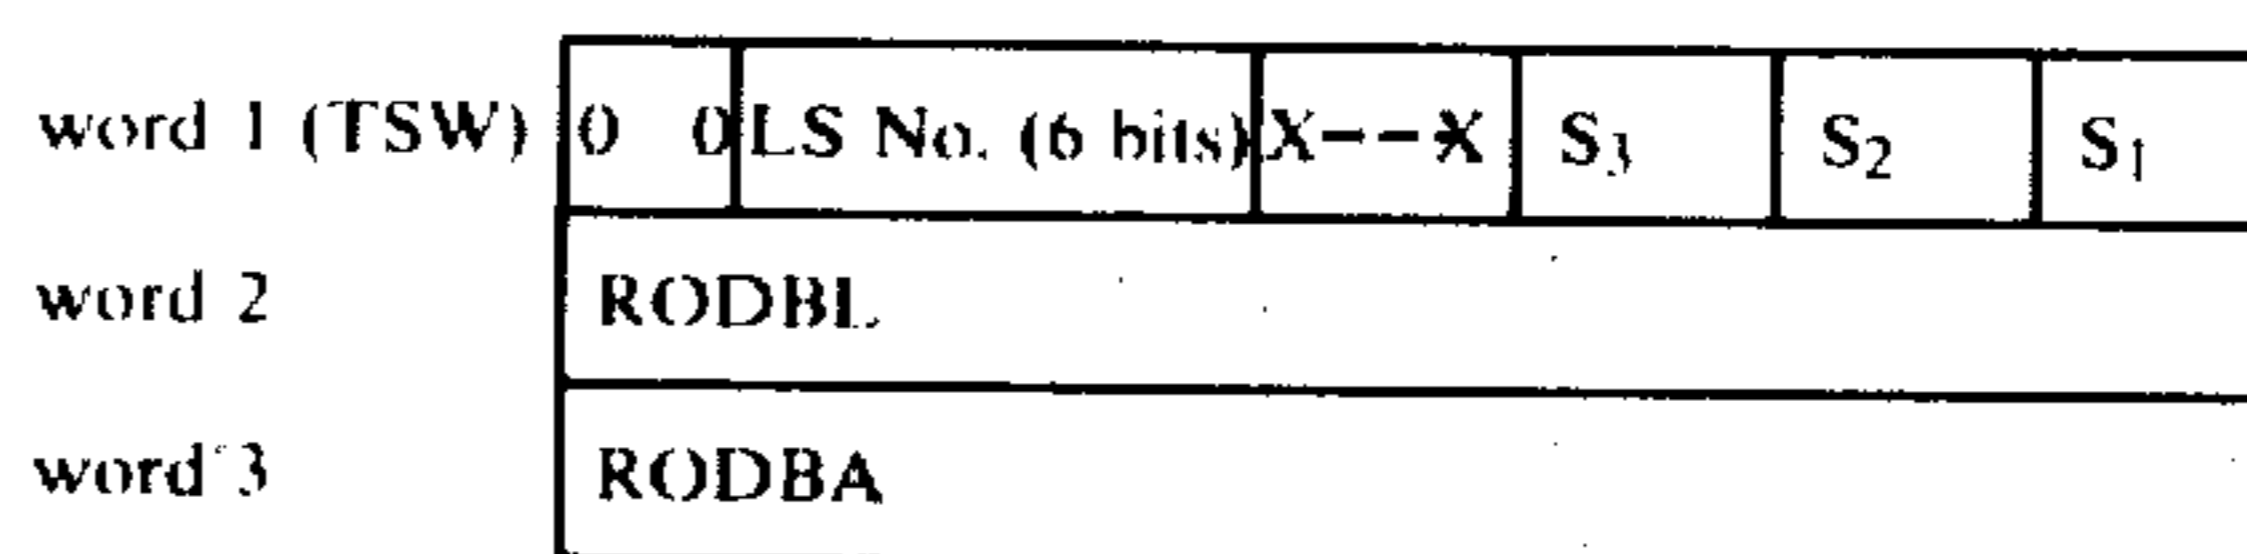 word 1 (TSW) 0 0 LS No. (6 bits) X--X S3 S2 S1
word 2 RODBL
word 3 RODBA